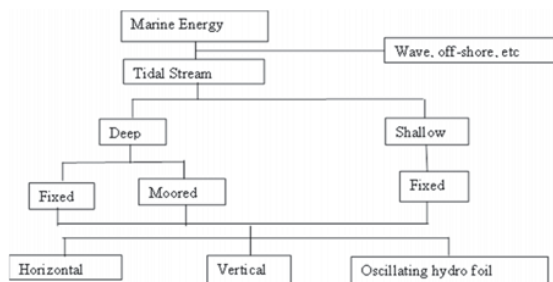 Marine Energy
Wave, off-shore, etc
Tidal Stream
Deep
Shallow
Fixed
Moored
Fixed
Horizontal
Vertical
Oscillating hydro foil